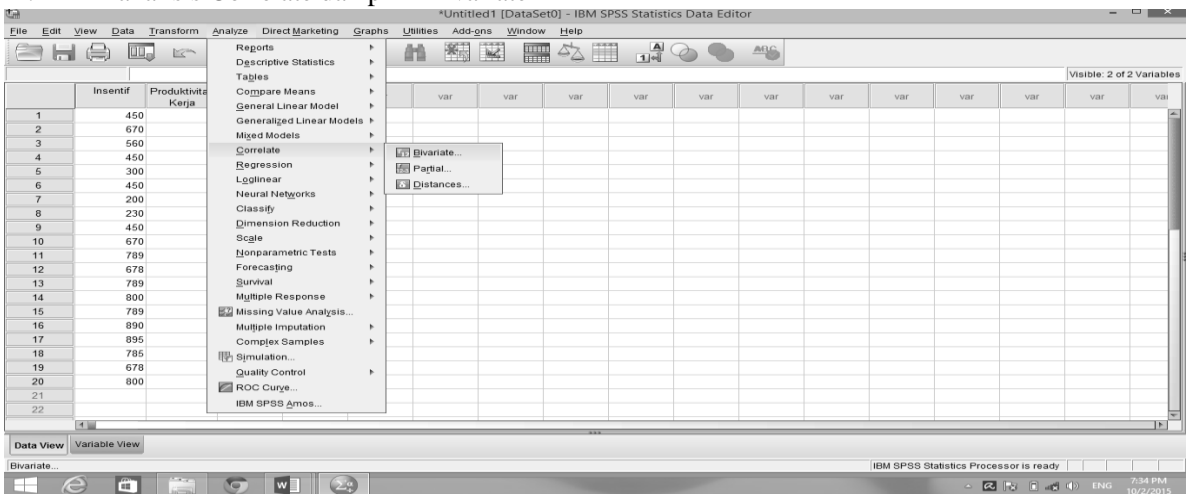 *Untitled1 [DataSet0] - IBM SPSS Statistics Data Editor
File Edit View Data Transform Analyze Direct Marketing Graphs Utilities Add-ons Window Help
Visible: 2 of 2 Variables
Insentif Produktivita Kerja var var var var var var var var var var var
1 450
2 670
3 560
4 450
5 300
6 450
7 200
8 230
9 450
10 670
11 789
12 678
13 789
14 800
15 789
16 890
17 895
18 785
19 678
20 800
21
22
Reports
Descriptive Statistics
Tables
Compare Means
General Linear Model
Generalized Linear Models
Mixed Models
Correlate
Regression
Loglinear
Neural Networks
Classify
Dimension Reduction
Scale
Nonparametric Tests
Forecasting
Survival
Multiple Response
Missing Value Analysis...
Multiple Imputation
Complex Samples
Simulation...
Quality Control
ROC Curve...
IBM SPSS Amos...
Bivariate...
Partial...
Distances...
Data View Variable View
Bivariate...
IBM SPSS Statistics Processor is ready
ENG 7:34 PM
10/2/2015